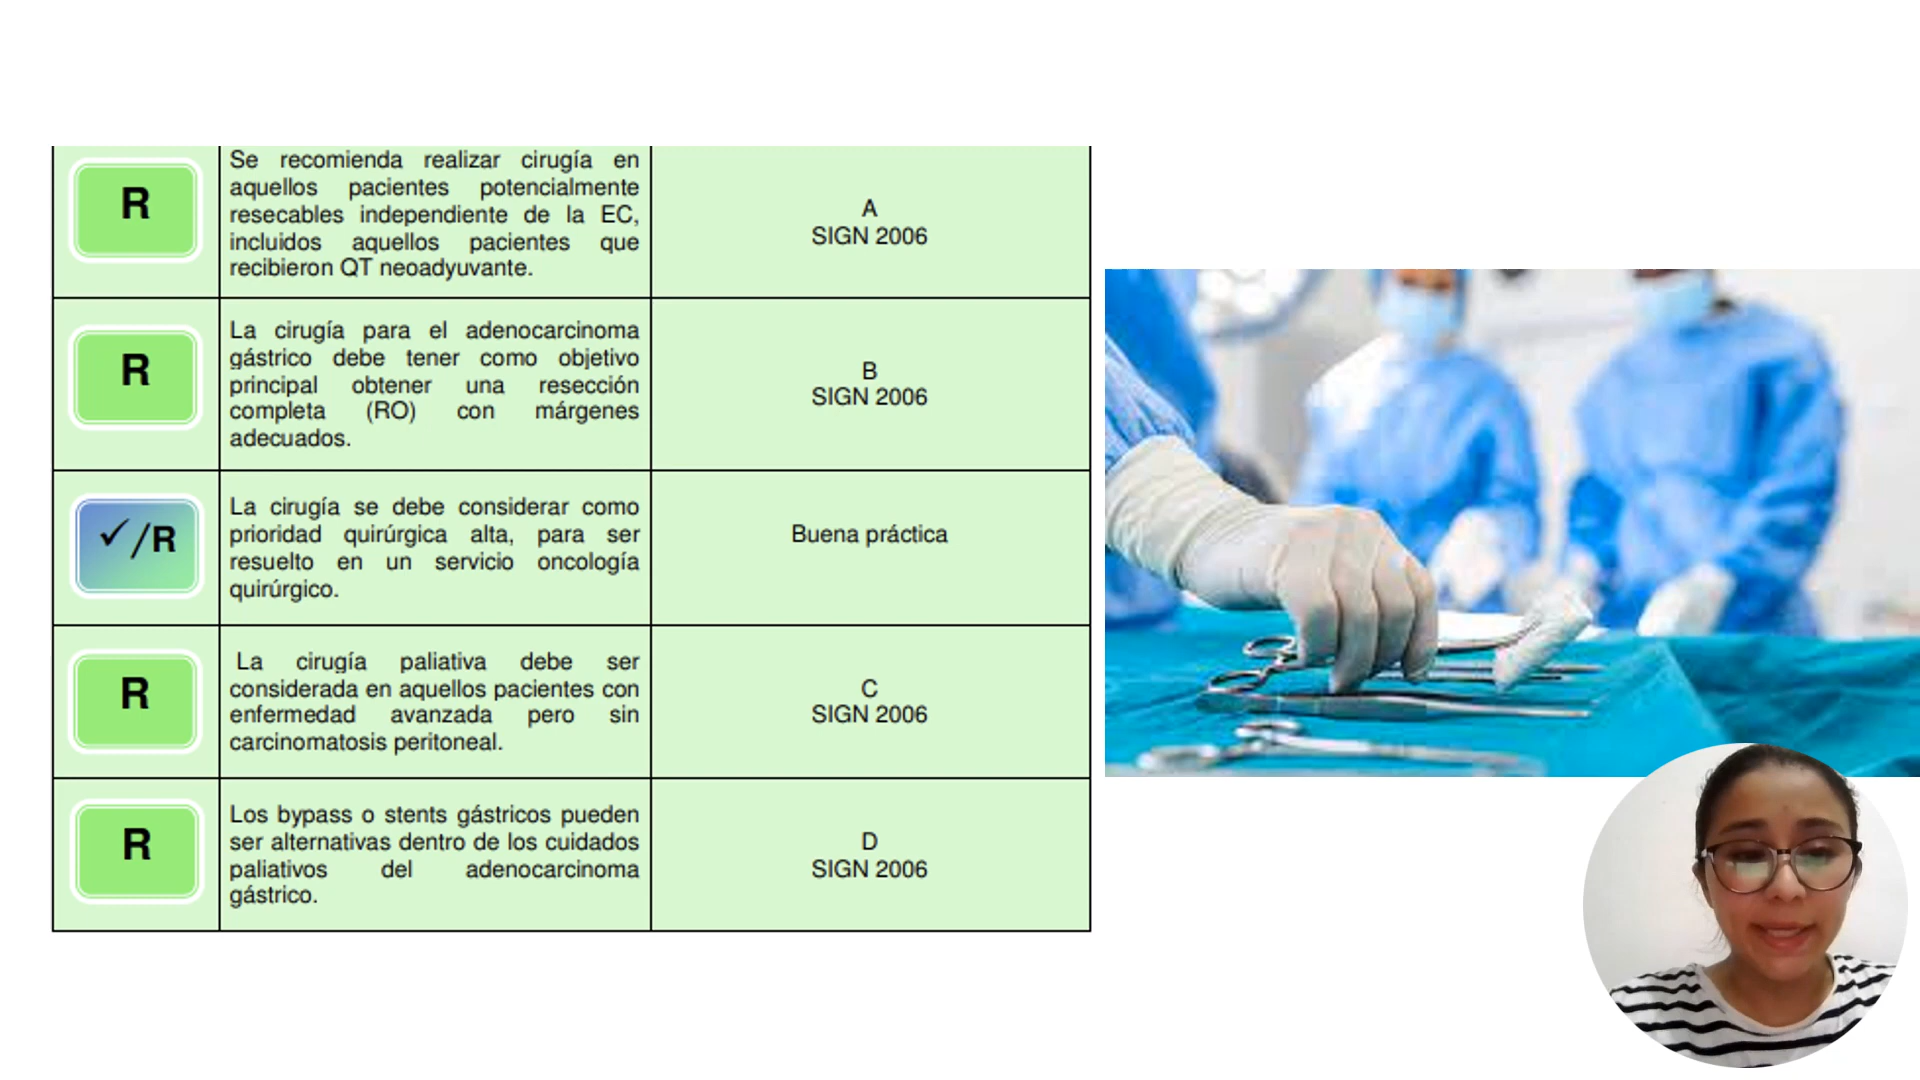 R
Se recomienda realizar cirugía en
aquellos pacientes potencialmente
resecables independiente de la EC,
incluidos aquellos pacientes que
recibieron QT neoadyuvante.
A
SIGN 2006
R
La cirugía para el adenocarcinoma
gástrico debe tener como objetivo
principal obtener una resección
completa (RO) con márgenes
adecuados.
B
SIGN 2006
✓/R
La cirugía se debe considerar como
prioridad quirúrgica alta, para ser
resuelto en un servicio oncología
quirúrgico.
Buena práctica
R
La cirugía paliativa debe ser
considerada en aquellos pacientes con
enfermedad avanzada pero sin
carcinomatosis peritoneal.
C
SIGN 2006
R
Los bypass o stents gástricos pueden
ser alternativas dentro de los cuidados
paliativos del adenocarcinoma
gástrico.
D
SIGN 2006